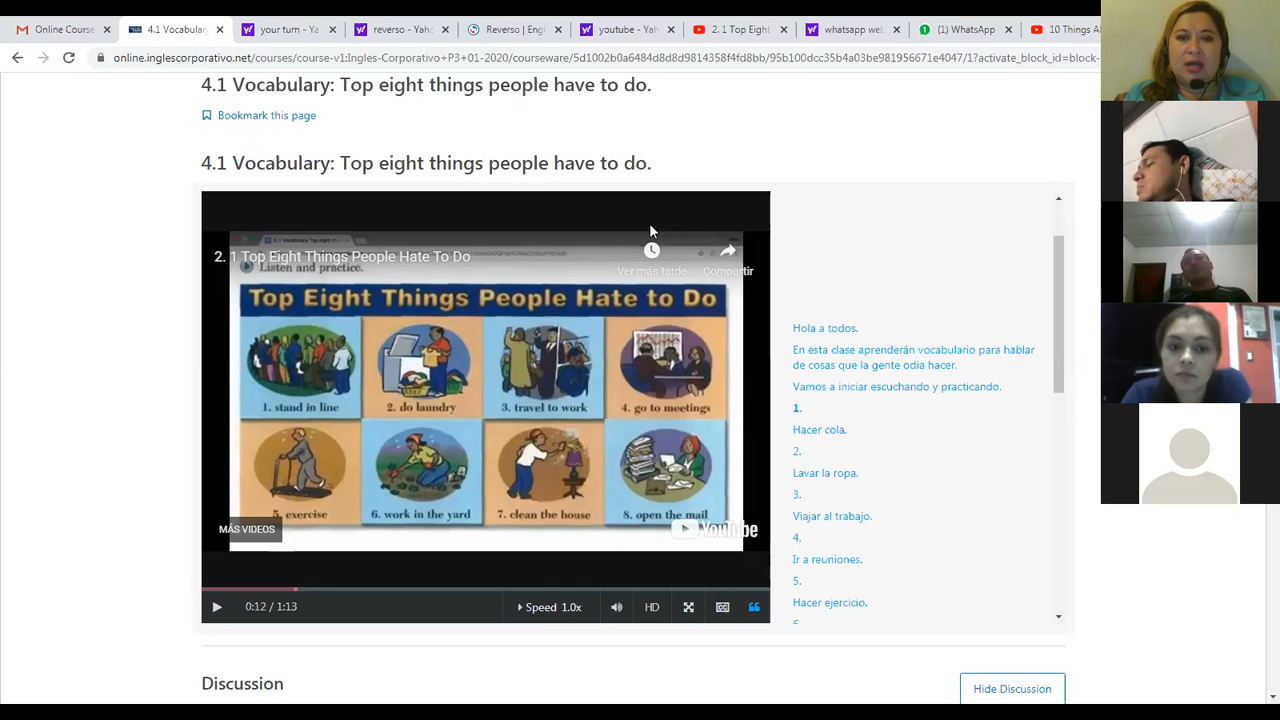 Online Course
4.1 Vocabulary
your turn - Ya
reverso - Yaho
Reverso | Engl
youtube - Yah
2. 1 Top Eight
whatsapp web
(1) WhatsApp
10 Things A
online.inglescorporativo.net/courses/course-v1:Ingles-Corporativo+P3+01-2020/courseware/5d1002b0a6484d8d8d9814358f4fd8bb/95b100dcc35b4a03be981956671e4047/1?activate_block_id=block-
4.1 Vocabulary: Top eight things people have to do.
Bookmark this page
4.1 Vocabulary: Top eight things people have to do.
2. 1 Top Eight Things People Hate To Do
Ver más tarde
Compartir
Listen and practice.
Top Eight Things People Hate to Do
1. stand in line
2. do laundry
3. travel to work
4. go to meetings
5. exercise
6. work in the yard
7. clean the house
8. open the mail
MÁS VIDEOS
YouTube
0:12 / 1:13
Speed 1.0x
HD
CC
Hola a todos.
En esta clase aprenderán vocabulario para hablar
de cosas que la gente odia hacer.
Vamos a iniciar escuchando y practicando.
1.
Hacer cola.
2.
Lavar la ropa.
3.
Viajar al trabajo.
4.
Ir a reuniones.
5.
Hacer ejercicio.
Discussion
Hide Discussion